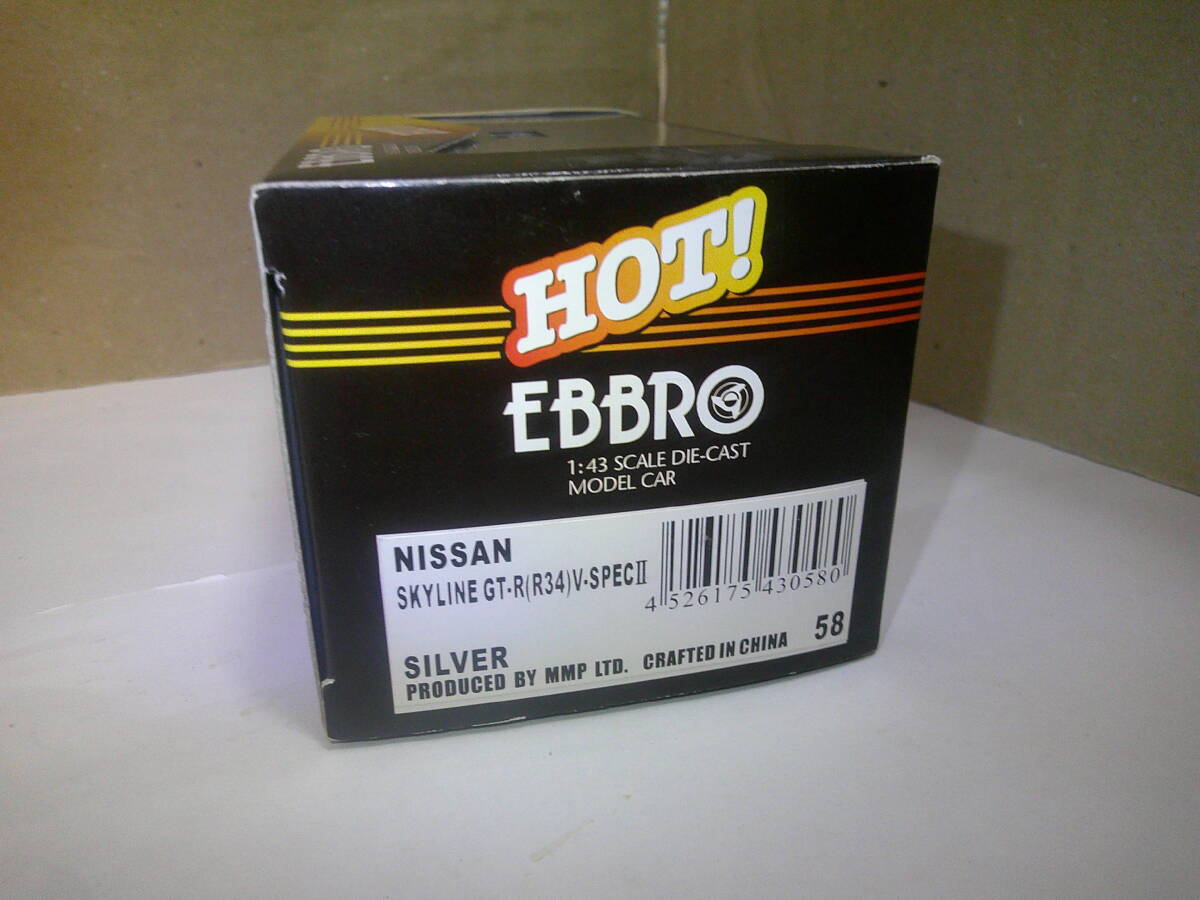 HOT!
EBBRO
1:43 SCALE DIE-CAST
MODEL CAR
NISSAN
SKYLINE GT-R(R34)V-SPECⅡ
4 526175 430580
SILVER
58
PRODUCED BY MMP LTD. CRAFTED IN CHINA